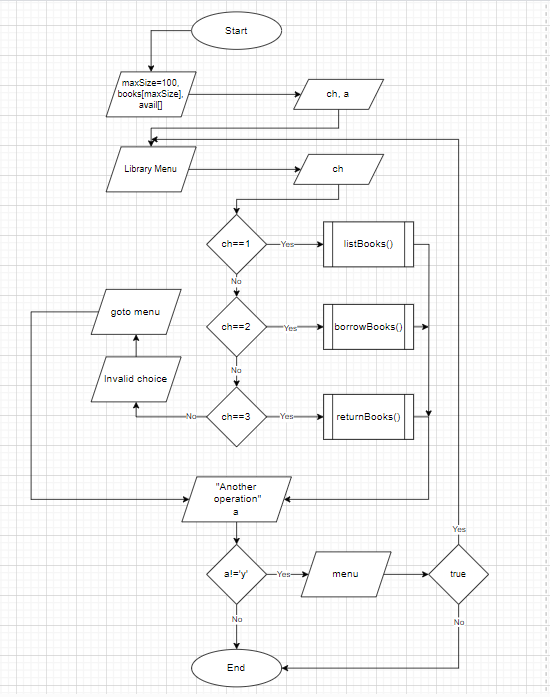 Start
maxSize=100,
books[maxSize],
avail[]
ch, a
Library Menu
ch
ch==1
Yes
listBooks()
No
goto menu
ch==2
Yes
borrowBooks()
No
Invalid choice
ch==3
No
Yes
returnBooks()
"Another
operation"
a
Yes
a!='y'
Yes
menu
true
No
No
End